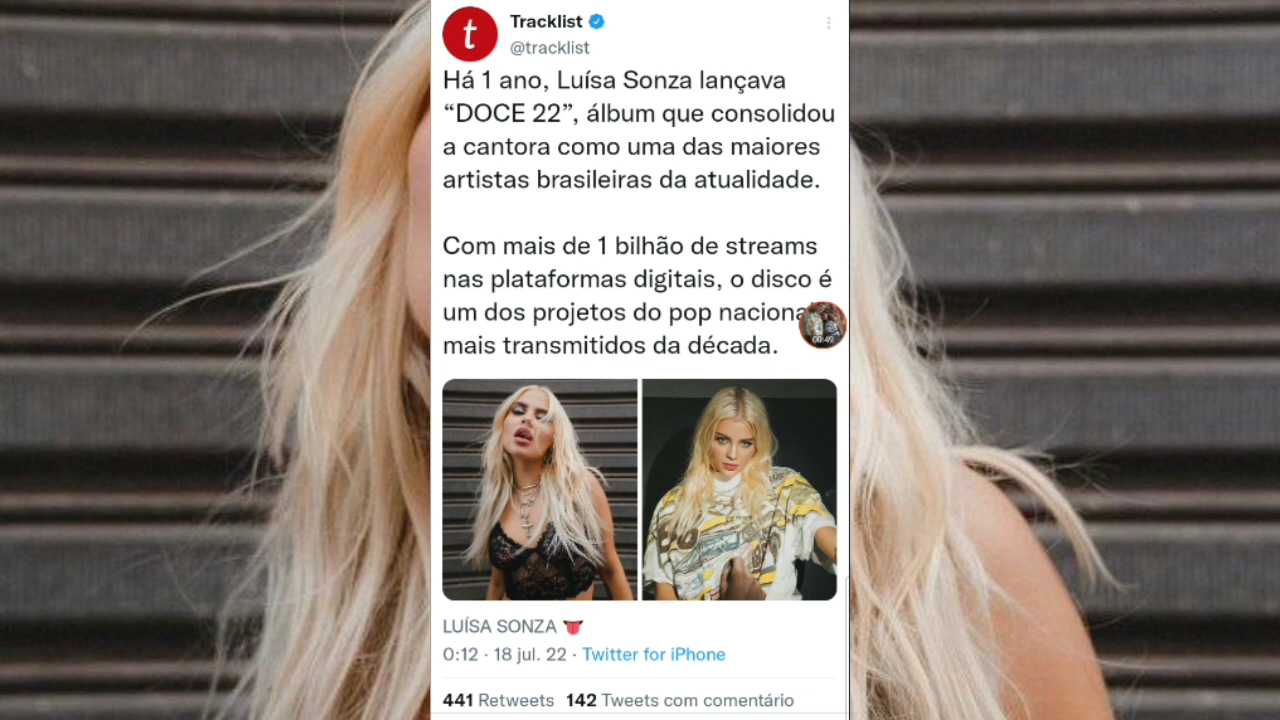 t
Tracklist
@tracklist
Há 1 ano, Luísa Sonza lançava
“DOCE 22”, álbum que consolidou
a cantora como uma das maiores
artistas brasileiras da atualidade.
Com mais de 1 bilhão de streams
nas plataformas digitais, o disco é
um dos projetos do pop naciona
mais transmitidos da década.
00:49
LUÍSA SONZA 👅
0:12 · 18 jul. 22 · Twitter for iPhone
441 Retweets 142 Tweets com comentário